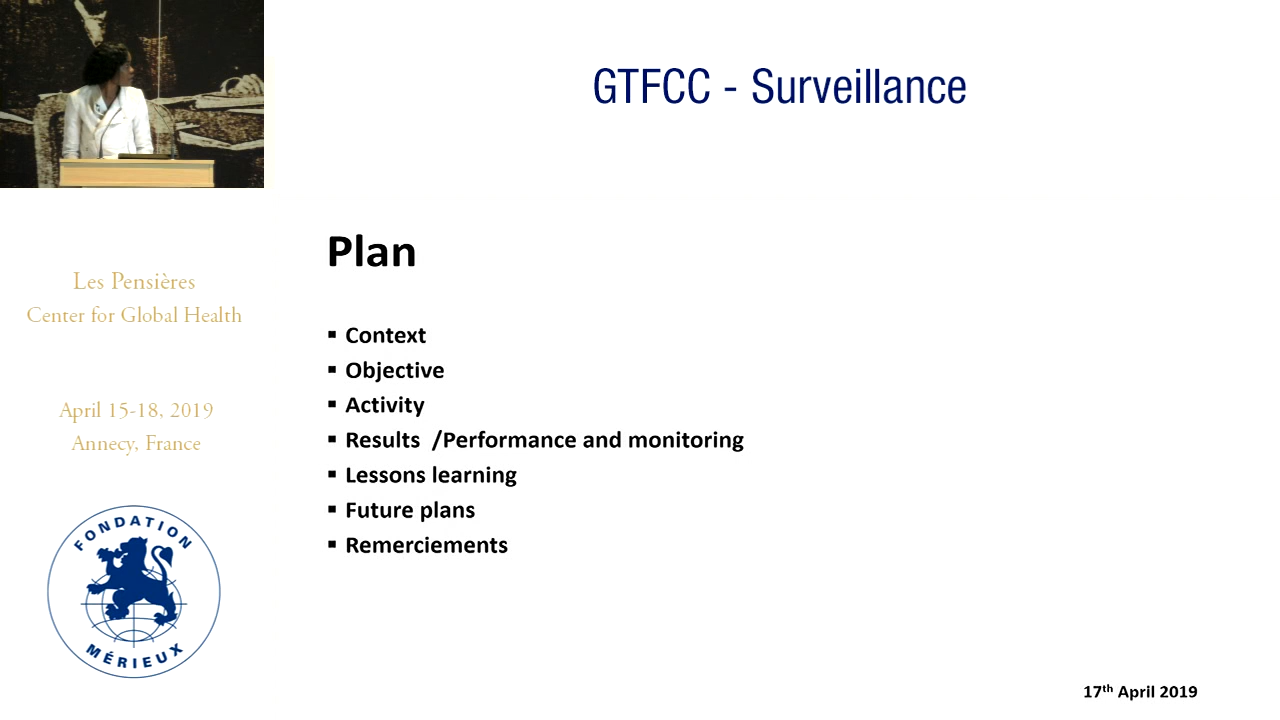 GTFCC - Surveillance
Les Pensières
Center for Global Health
April 15-18, 2019
Annecy, France
FONDATION
MÉRIEUX
Plan
▪ Context
▪ Objective
▪ Activity
▪ Results /Performance and monitoring
▪ Lessons learning
▪ Future plans
▪ Remerciements
17th April 2019